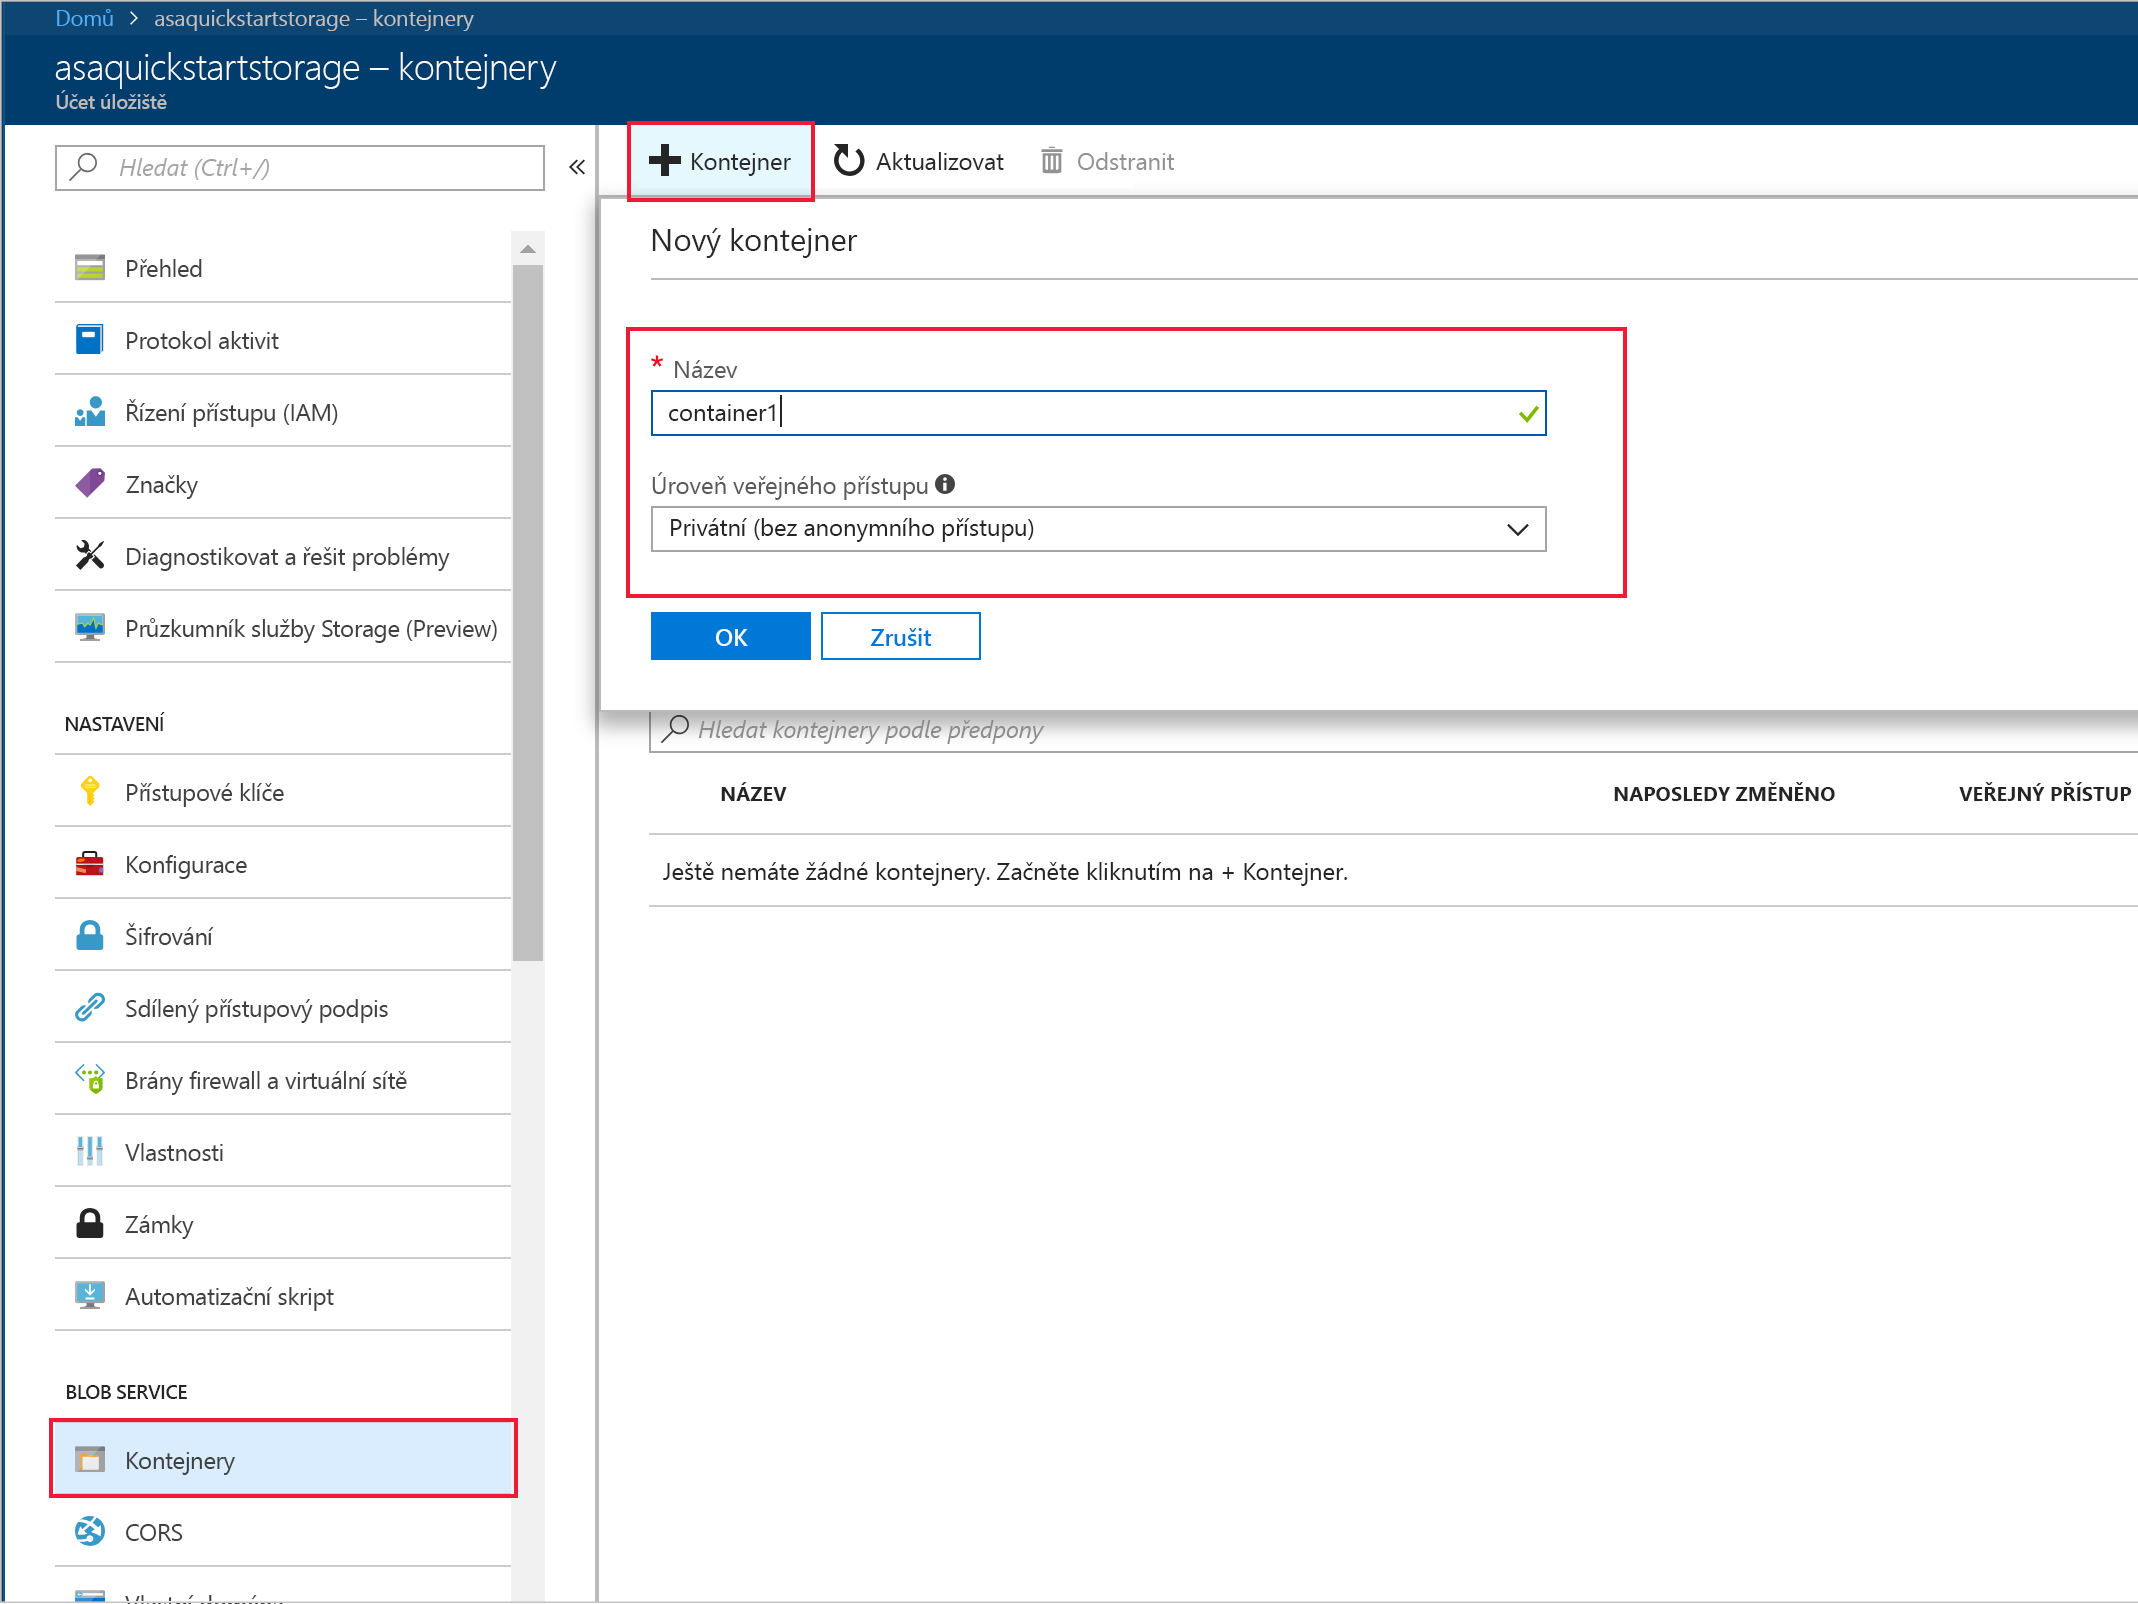 Domů > asaquickstartstorage – kontejnery
asaquickstartstorage – kontejnery
Účet úložiště
Hledat (Ctrl+/)
«
Přehled
Protokol aktivit
Řízení přístupu (IAM)
Značky
Diagnostikovat a řešit problémy
Průzkumník služby Storage (Preview)
NASTAVENÍ
Přístupové klíče
Konfigurace
Šifrování
Sdílený přístupový podpis
Brány firewall a virtuální sítě
Vlastnosti
Zámky
Automatizační skript
BLOB SERVICE
Kontejnery
CORS
Kontejner Aktualizovat Odstranit
Nový kontejner
* Název
container1
Úroveň veřejného přístupu
Privátní (bez anonymního přístupu)
OK Zrušit
Hledat kontejnery podle předpony
NÁZEV NAPOSLEDY ZMĚNĚNO VEŘEJNÝ PŘÍSTUP
Ještě nemáte žádné kontejnery. Začněte kliknutím na + Kontejner.